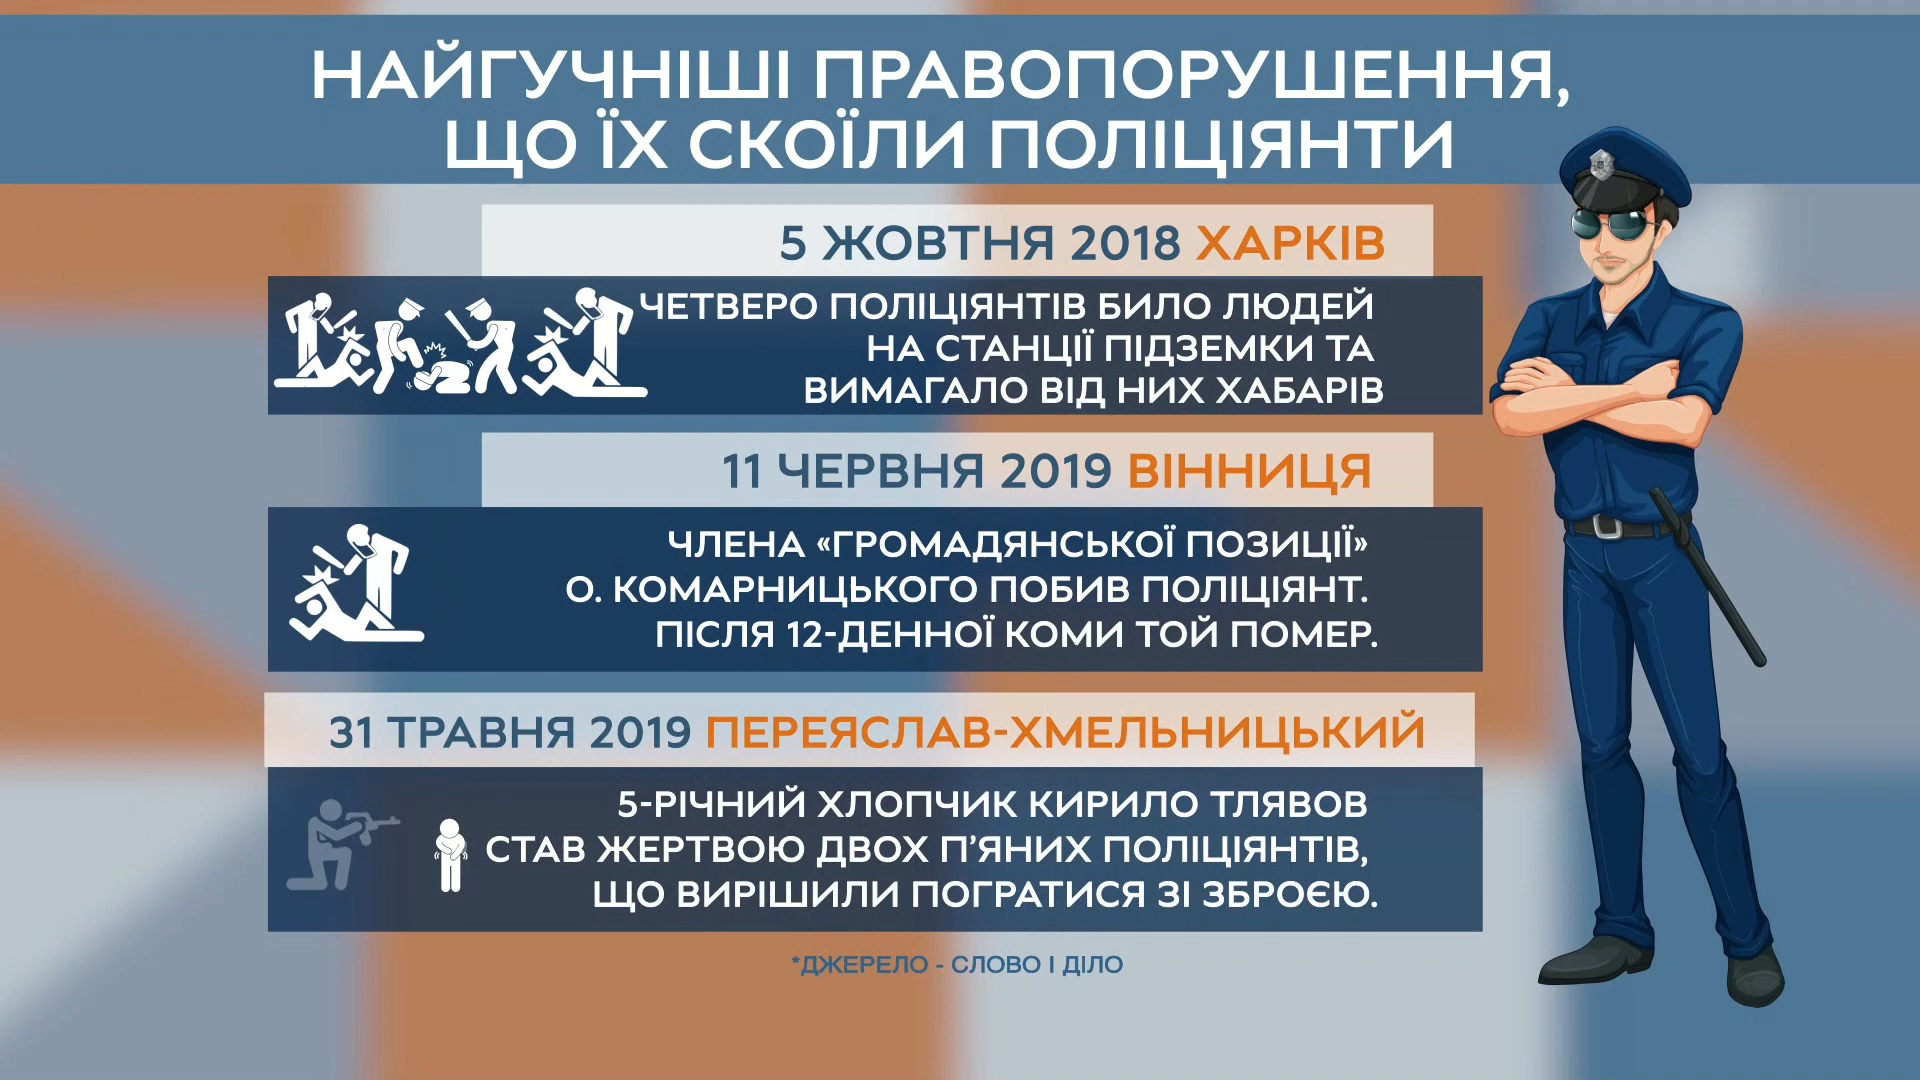 НАЙГУЧНІШІ ПРАВОПОРУШЕННЯ,
ЩО ЇХ СКОЇЛИ ПОЛІЦІЯНТИ
5 ЖОВТНЯ 2018 ХАРКІВ
ЧЕТВЕРО ПОЛІЦІЯНТІВ БИЛО ЛЮДЕЙ
НА СТАНЦІЇ ПІДЗЕМКИ ТА
ВИМАГАЛО ВІД НИХ ХАБАРІВ
11 ЧЕРВНЯ 2019 ВІННИЦЯ
ЧЛЕНА «ГРОМАДЯНСЬКОЇ ПОЗИЦІЇ»
О. КОМАРНИЦЬКОГО ПОБИВ ПОЛІЦІЯНТ.
ПІСЛЯ 12-ДЕННОЇ КОМИ ТОЙ ПОМЕР.
31 ТРАВНЯ 2019 ПЕРЕЯСЛАВ-ХМЕЛЬНИЦЬКИЙ
5-РІЧНИЙ ХЛОПЧИК КИРИЛО ТЛЯВОВ
СТАВ ЖЕРТВОЮ ДВОХ П’ЯНИХ ПОЛІЦІЯНТІВ,
ЩО ВИРІШИЛИ ПОГРАТИСЯ ЗІ ЗБРОЄЮ.
*ДЖЕРЕЛО - СЛОВО І ДІЛО